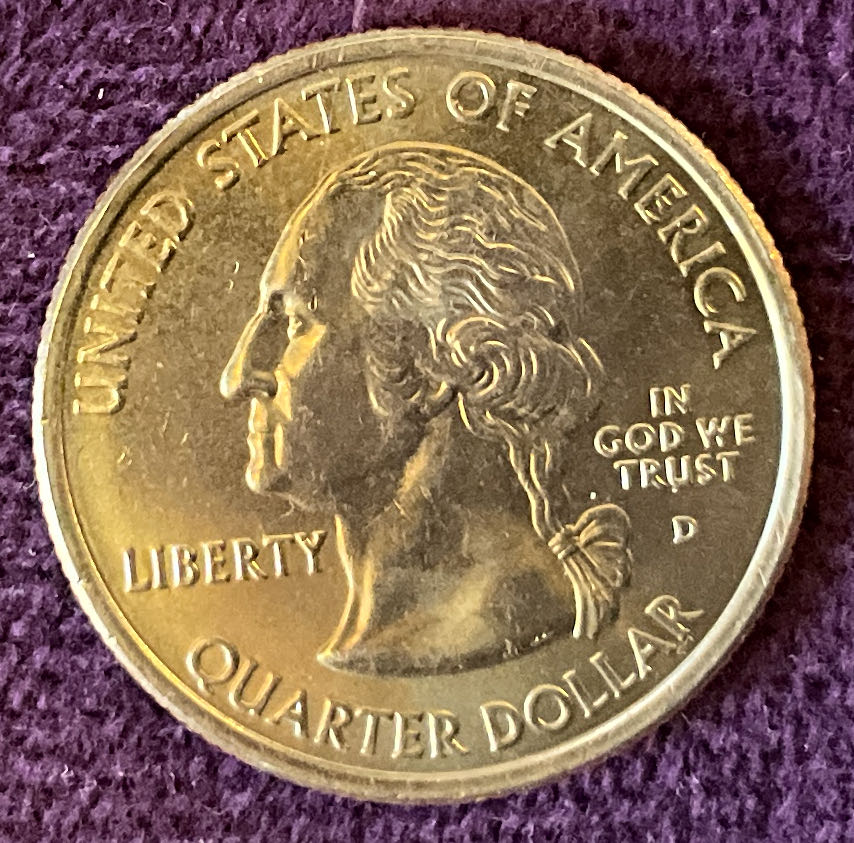 UNITED STATES OF AMERICA
LIBERTY
IN
GOD WE
TRUST
D
QUARTER DOLLAR